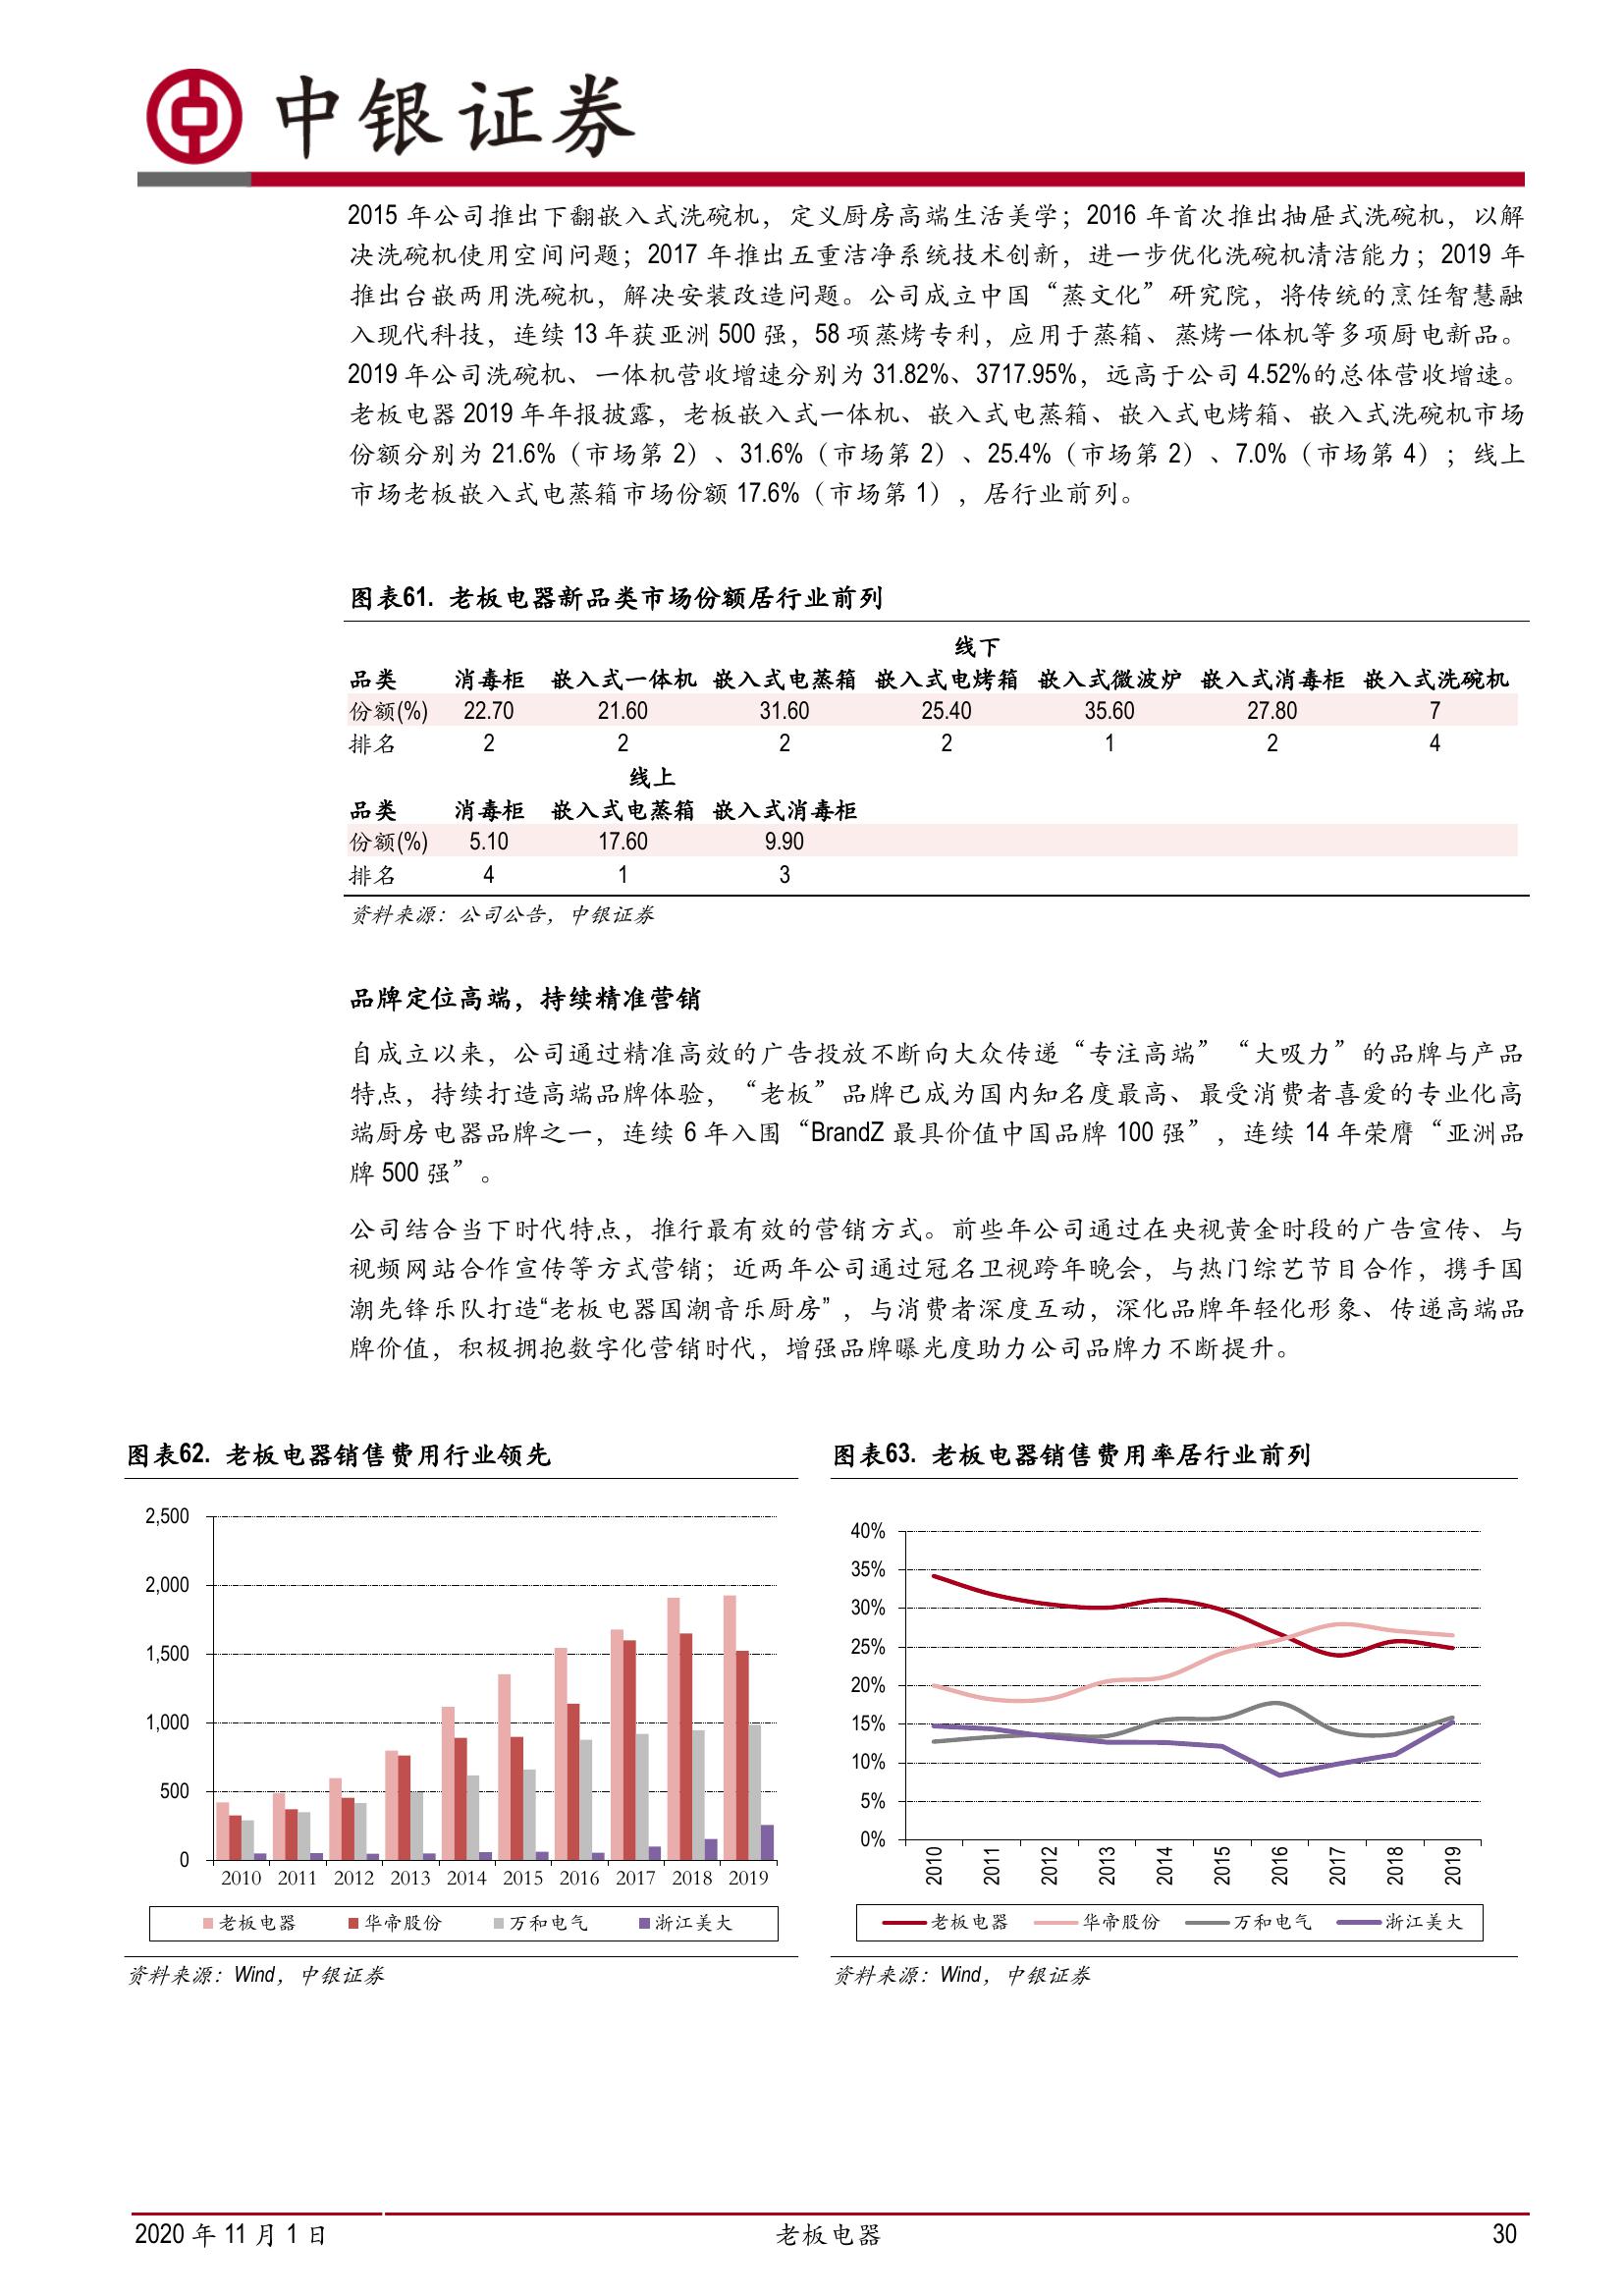 中银证券
2015 年公司推出下翻嵌入式洗碗机，定义厨房高端生活美学；2016 年首次推出抽屉式洗碗机，以解
决洗碗机使用空间问题；2017 年推出五重洁净系统技术创新，进一步优化洗碗机清洁能力；2019 年
推出台嵌两用洗碗机，解决安装改造问题。公司成立中国“蒸文化”研究院，将传统的烹饪智慧融
入现代科技，连续 13 年获亚洲 500 强，58 项蒸烤专利，应用于蒸箱、蒸烤一体机等多项厨电新品。
2019 年公司洗碗机、一体机营收增速分别为 31.82%、3717.95%，远高于公司 4.52%的总体营收增速。
老板电器 2019 年年报披露，老板嵌入式一体机、嵌入式电蒸箱、嵌入式电烤箱、嵌入式洗碗机市场
份额分别为 21.6%（市场第 2）、31.6%（市场第 2）、25.4%（市场第 2）、7.0%（市场第 4）；线上
市场老板嵌入式电蒸箱市场份额 17.6%（市场第 1），居行业前列。
图表61. 老板电器新品类市场份额居行业前列
线下
品类 消毒柜 嵌入式一体机 嵌入式电蒸箱 嵌入式电烤箱 嵌入式微波炉 嵌入式消毒柜 嵌入式洗碗机
份额(%) 22.70 21.60 31.60 25.40 35.60 27.80 7
排名 2 2 2 2 1 2 4
线上
品类 消毒柜 嵌入式电蒸箱 嵌入式消毒柜
份额(%) 5.10 17.60 9.90
排名 4 1 3
资料来源：公司公告，中银证券
品牌定位高端，持续精准营销
自成立以来，公司通过精准高效的广告投放不断向大众传递“专注高端”“大吸力”的品牌与产品
特点，持续打造高端品牌体验，“老板”品牌已成为国内知名度最高、最受消费者喜爱的专业化高
端厨房电器品牌之一，连续 6 年入围“BrandZ 最具价值中国品牌 100 强”，连续 14 年荣膺“亚洲品
牌 500 强”。
公司结合当下时代特点，推行最有效的营销方式。前些年公司通过在央视黄金时段的广告宣传、与
视频网站合作宣传等方式营销；近两年公司通过冠名卫视跨年晚会，与热门综艺节目合作，携手国
潮先锋乐队打造“老板电器国潮音乐厨房”，与消费者深度互动，深化品牌年轻化形象、传递高端品
牌价值，积极拥抱数字化营销时代，增强品牌曝光度助力公司品牌力不断提升。
图表62. 老板电器销售费用行业领先
2,500
2,000
1,500
1,000
500
0
2010 2011 2012 2013 2014 2015 2016 2017 2018 2019
老板电器 华帝股份 万和电气 浙江美大
资料来源：Wind，中银证券
图表63. 老板电器销售费用率居行业前列
40%
35%
30%
25%
20%
15%
10%
5%
0%
2010 2011 2012 2013 2014 2015 2016 2017 2018 2019
老板电器 华帝股份 万和电气 浙江美大
资料来源：Wind，中银证券
2020 年 11 月 1 日 老板电器 30